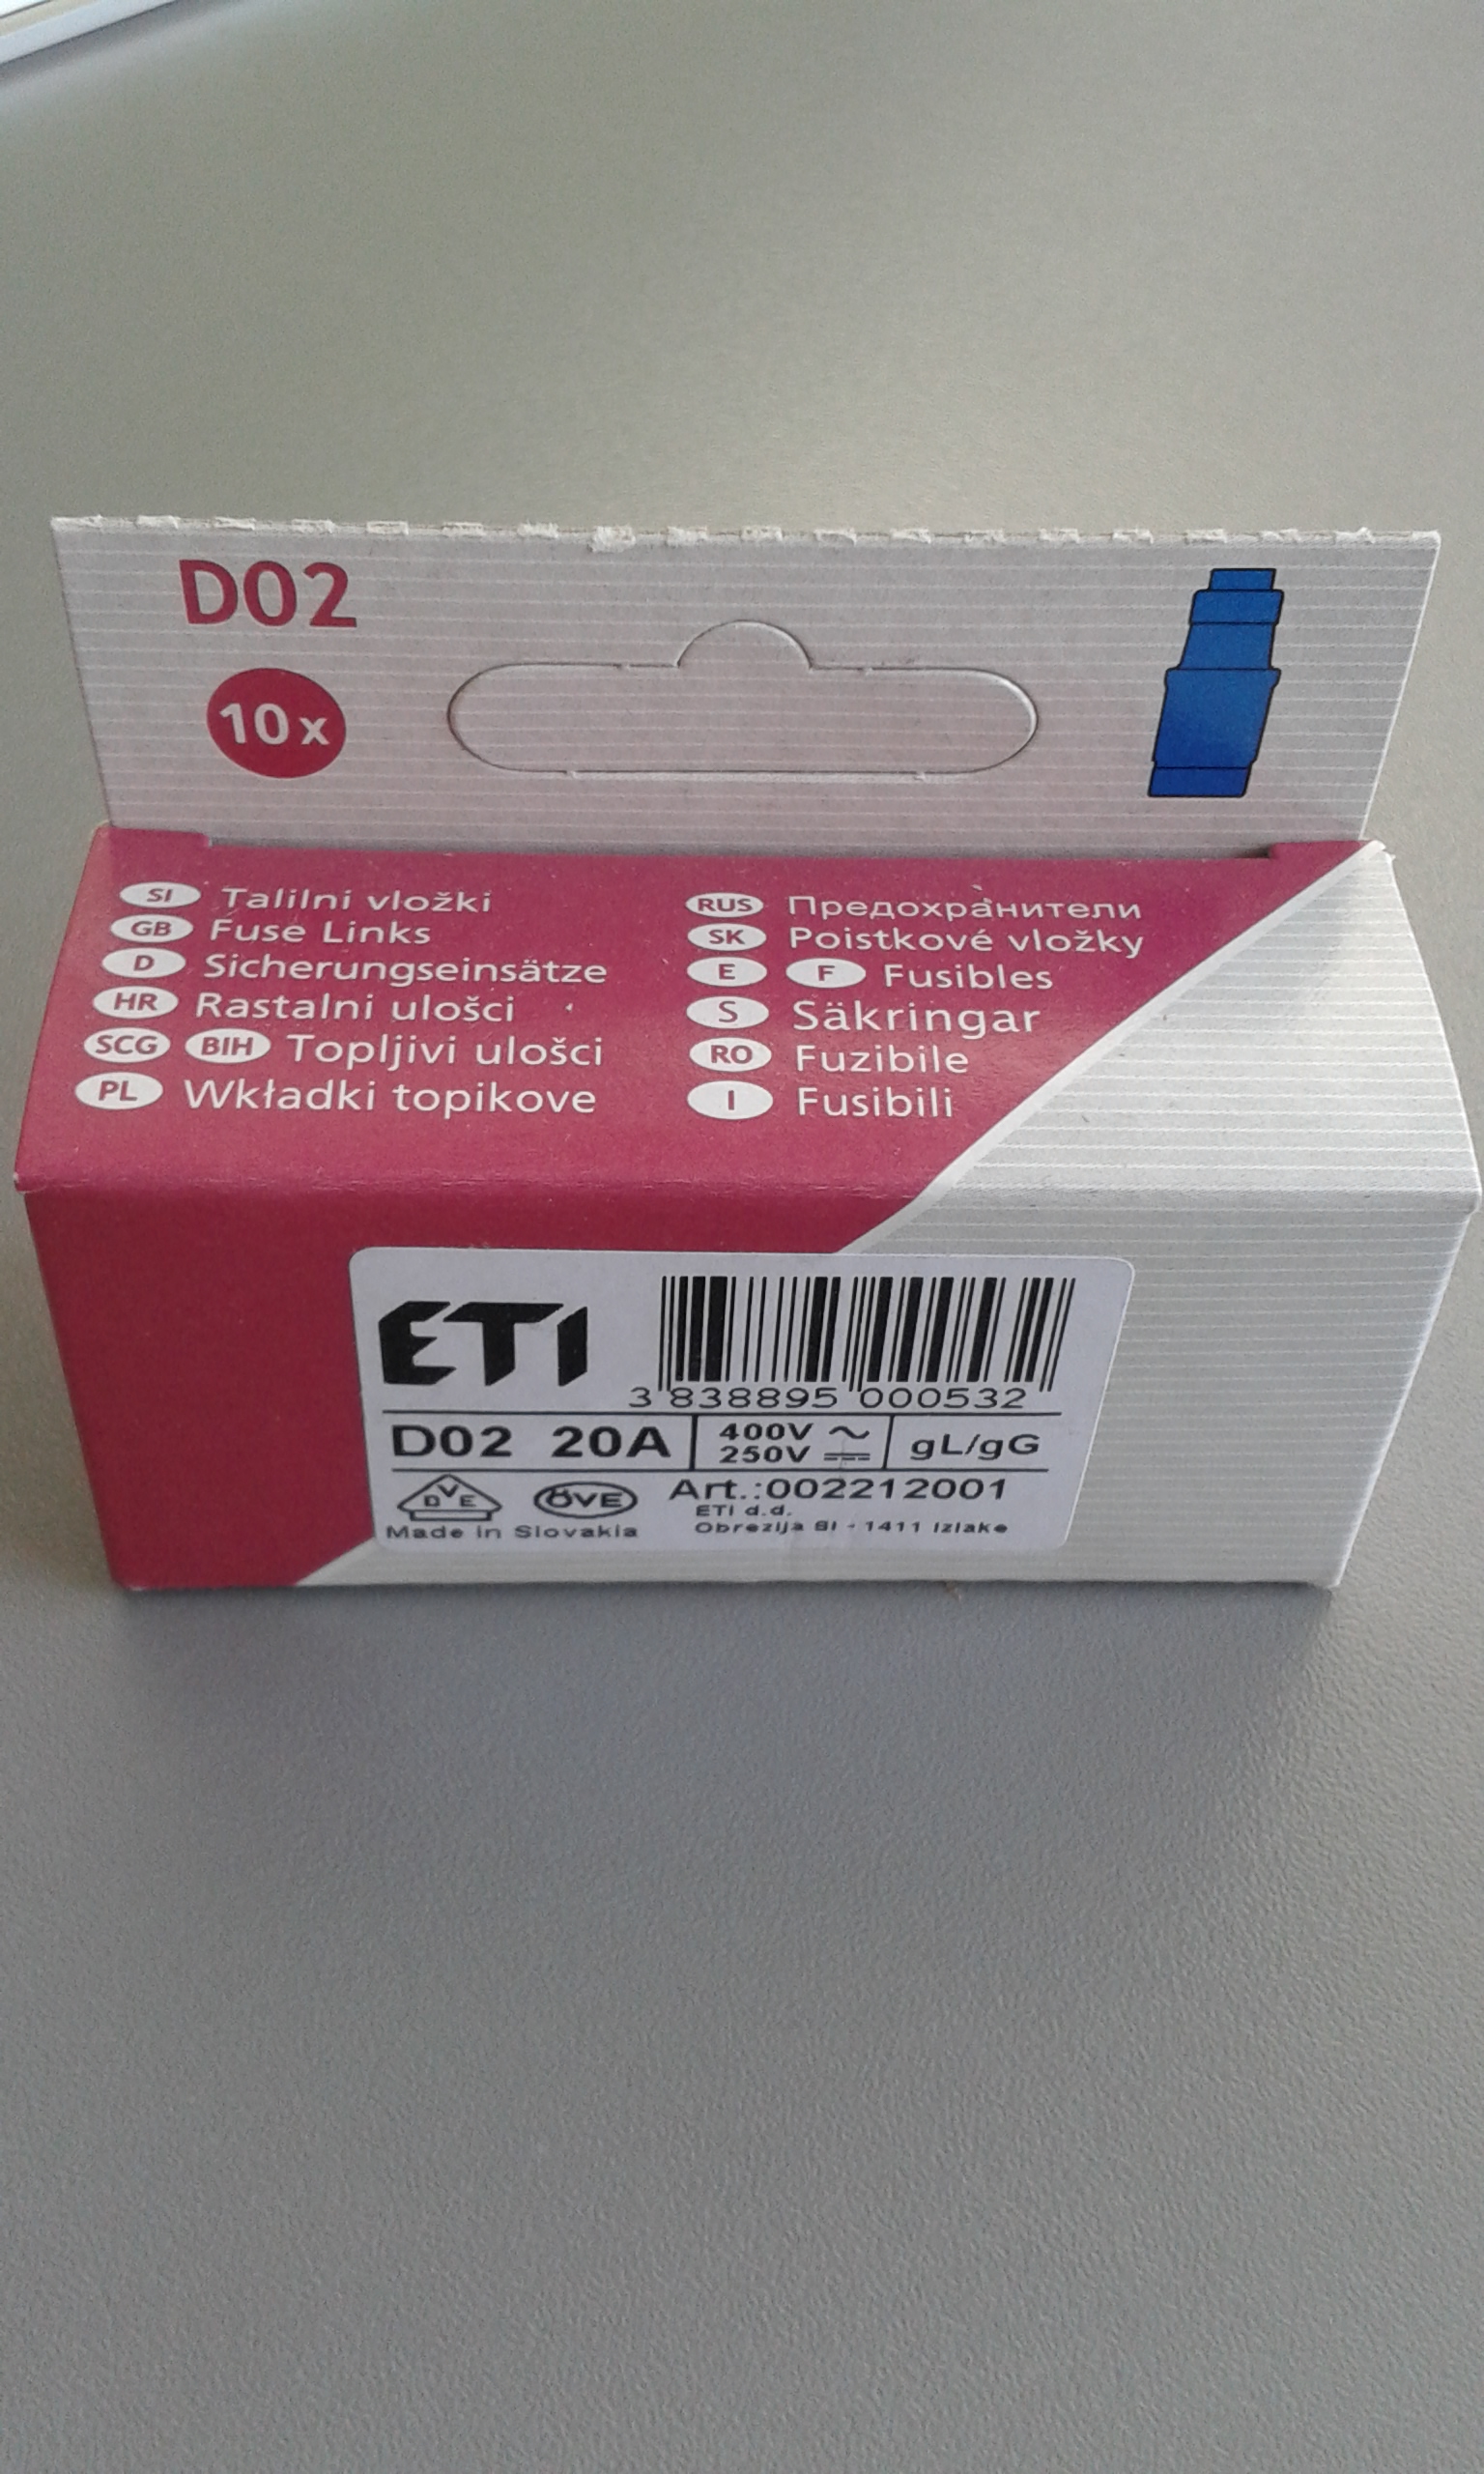 D02
10x
SI Talilni vložki
GB Fuse Links
D Sicherungseinsätze
HR Rastalni ulošci
SCG BIH Topljivi ulošci
PL Wkładki topikove
RUS Предохранители
SK Poistkové vložky
E F Fusibles
S Säkringar
RO Fuzibile
I Fusibili
ETI
3 838895 000532
D02 20A
400V ~
250V ⎓
gL/gG
DVE
ÖVE
Art.:002212001
ETI d.d.
Obrezija BI - 1411 Izlake
Made in Slovakia